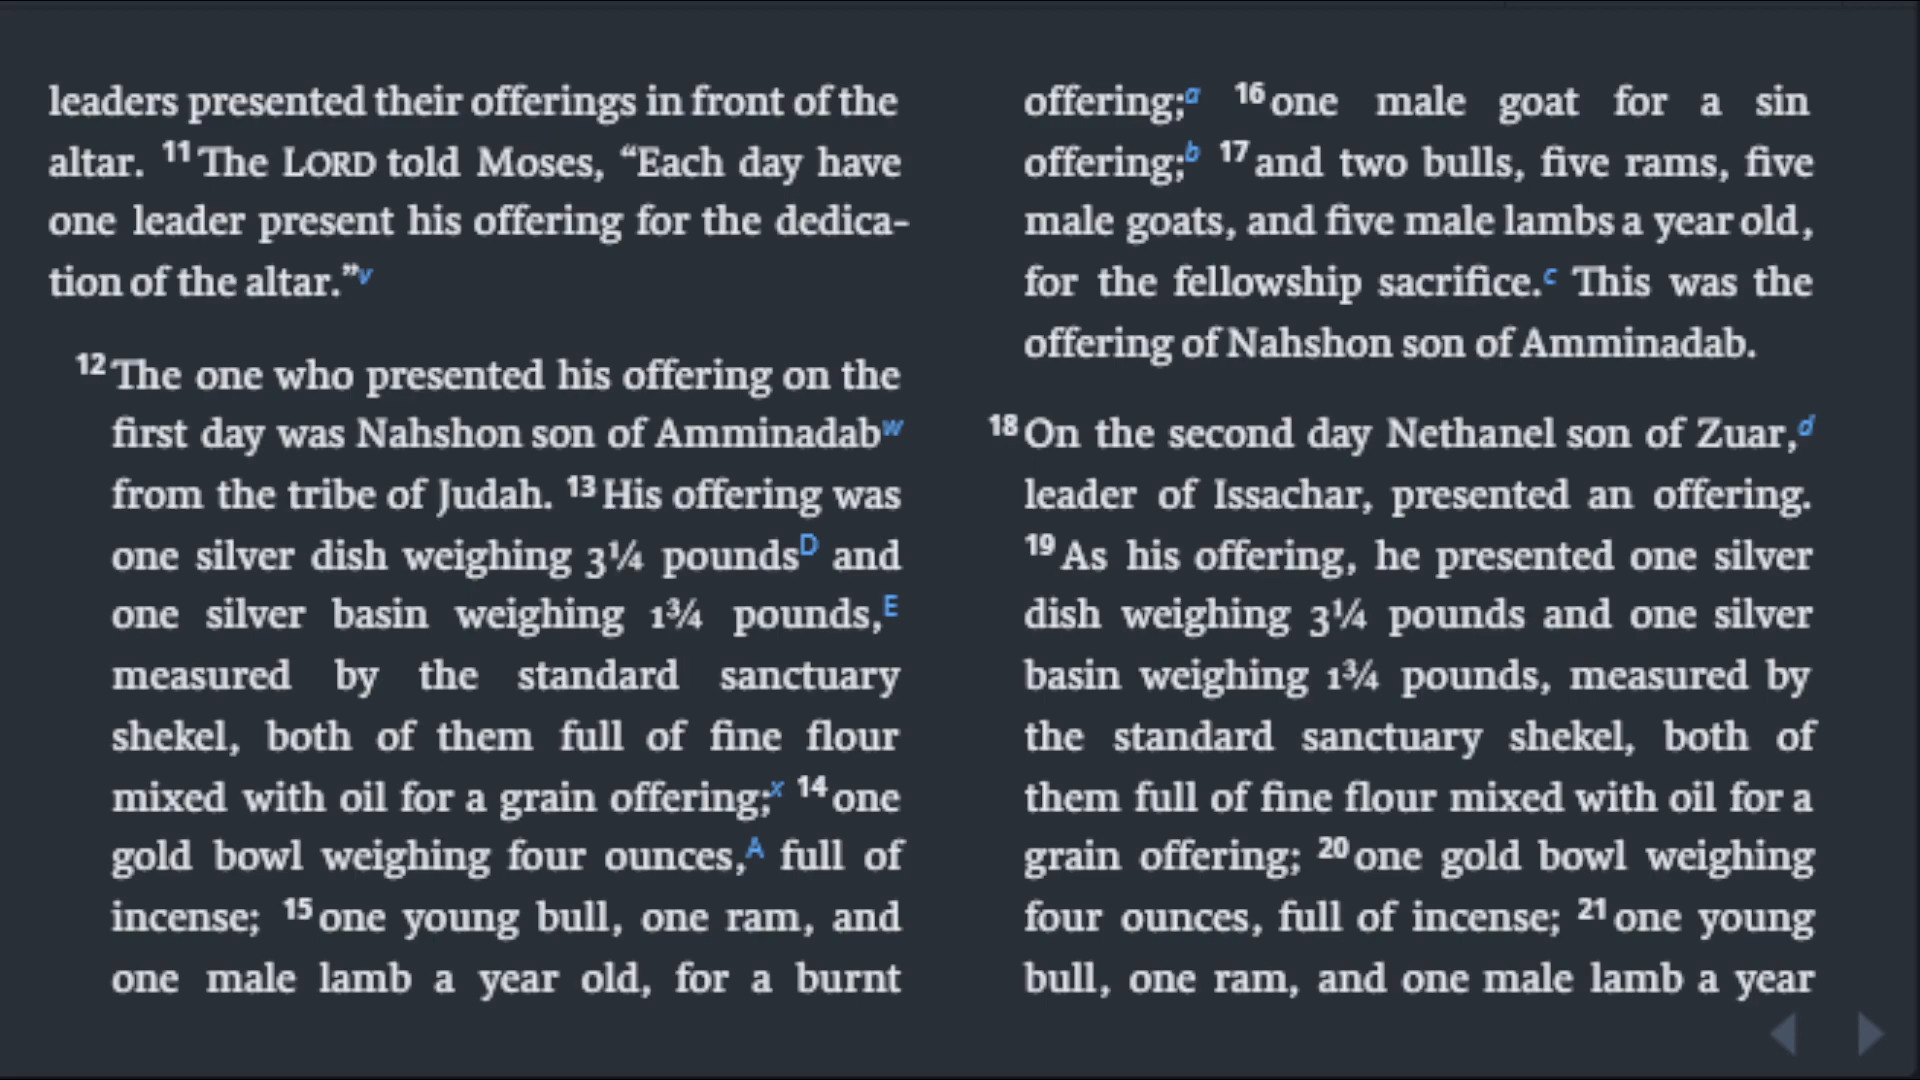 leaders presented their offerings in front of the
altar. 11 The LORD told Moses, “Each day have
one leader present his offering for the dedica-
tion of the altar.”v
12 The one who presented his offering on the
first day was Nahshon son of Amminadabw
from the tribe of Judah. 13 His offering was
one silver dish weighing 3¼ poundsD and
one silver basin weighing 1¾ pounds,E
measured by the standard sanctuary
shekel, both of them full of fine flour
mixed with oil for a grain offering;x 14 one
gold bowl weighing four ounces,A full of
incense; 15 one young bull, one ram, and
one male lamb a year old, for a burnt
offering;a 16 one male goat for a sin
offering;b 17 and two bulls, five rams, five
male goats, and five male lambs a year old,
for the fellowship sacrifice.c This was the
offering of Nahshon son of Amminadab.
18 On the second day Nethanel son of Zuar,d
leader of Issachar, presented an offering.
19 As his offering, he presented one silver
dish weighing 3¼ pounds and one silver
basin weighing 1¾ pounds, measured by
the standard sanctuary shekel, both of
them full of fine flour mixed with oil for a
grain offering; 20 one gold bowl weighing
four ounces, full of incense; 21 one young
bull, one ram, and one male lamb a year